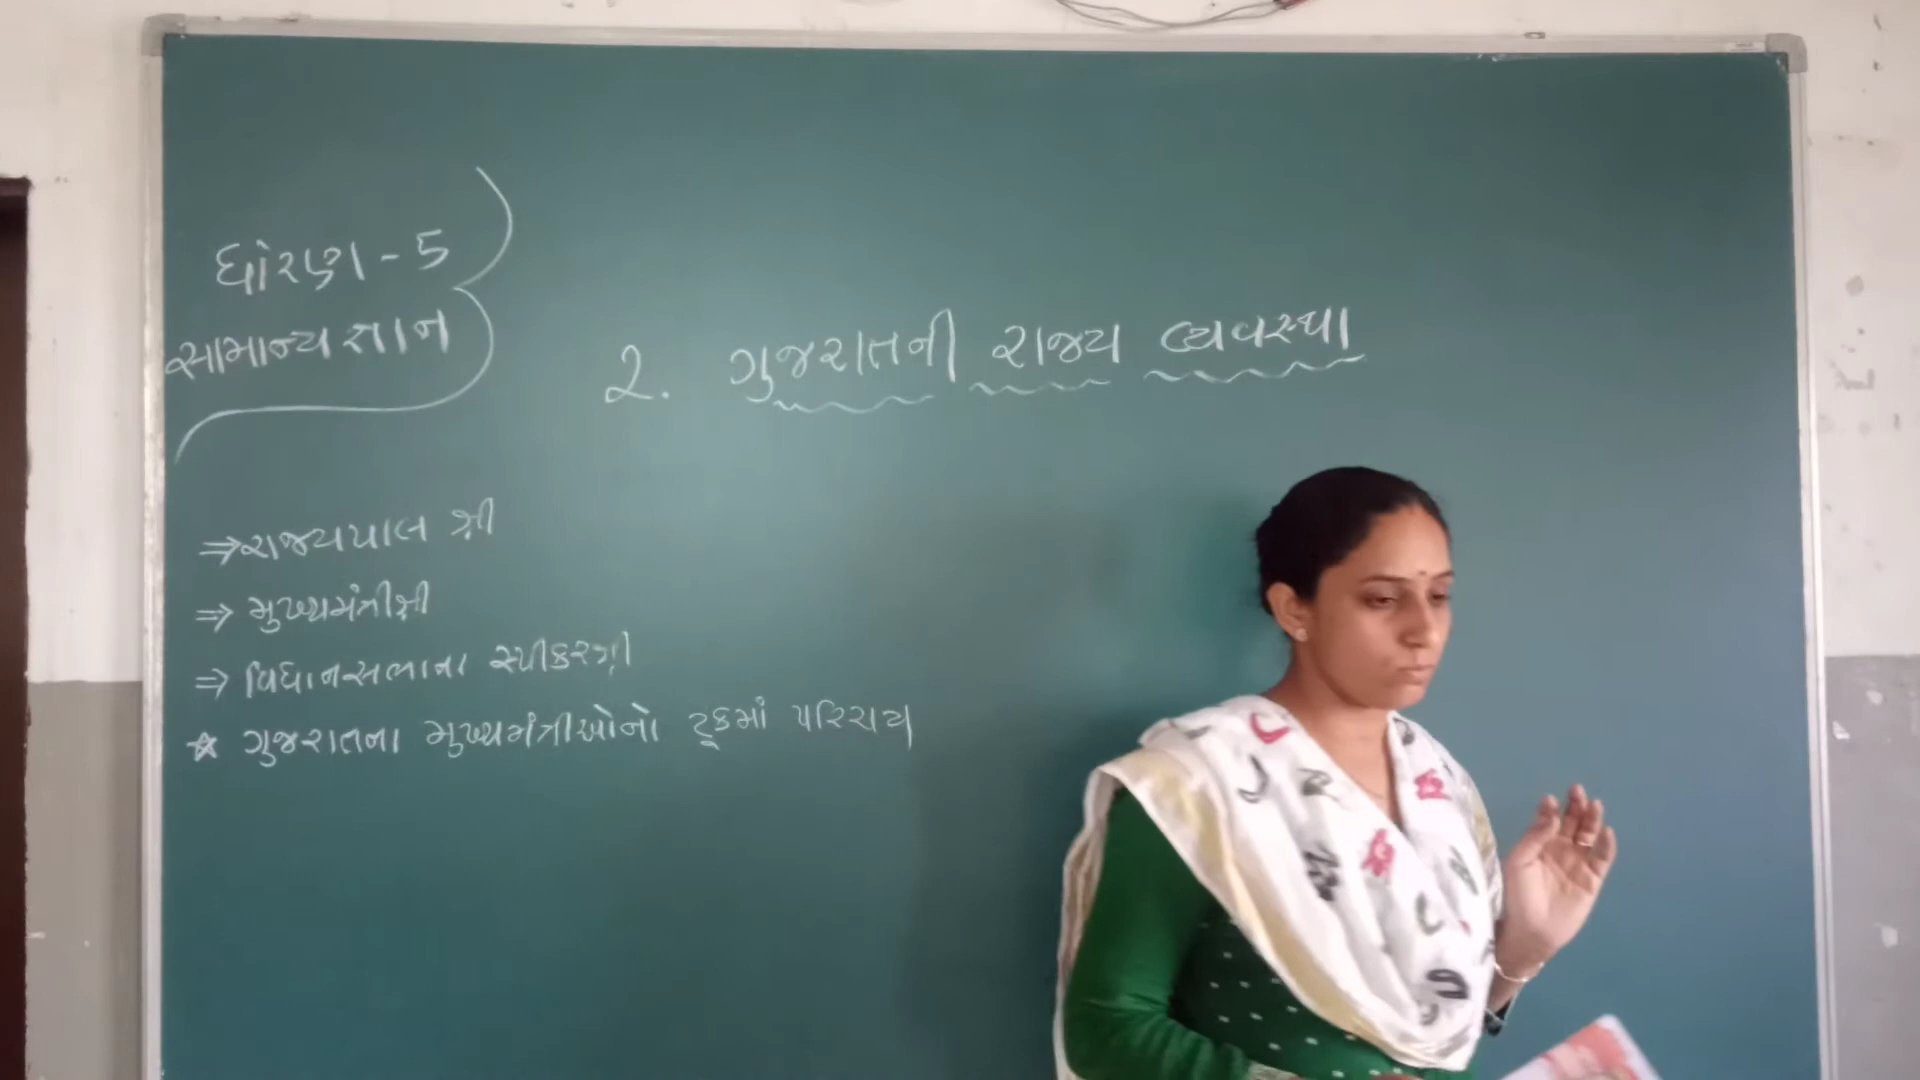 ધોરણ - 5
સામાન્ય જ્ઞાન
2. ગુજરાતની રાજ્ય વ્યવસ્થા
⇒ રાજ્યપાલ શ્રી
⇒ મુખ્યમંત્રીશ્રી
⇒ વિધાનસભાના સ્પીકરશ્રી
☆ ગુજરાતના મુખ્યમંત્રીઓનો ટૂકમાં પરિચય